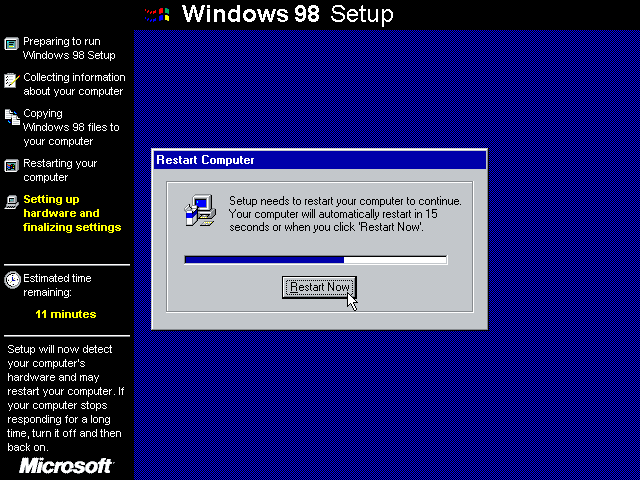 Windows 98 Setup
Preparing to run
Windows 98 Setup
Collecting information
about your computer
Copying
Windows 98 files to
your computer
Restarting your
computer
Setting up
hardware and
finalizing settings
Estimated time
remaining:
11 minutes
Setup will now detect
your computer's
hardware and may
restart your computer. If
your computer stops
responding for a long
time, turn it off and then
back on.
Microsoft
Restart Computer
Setup needs to restart your computer to continue.
Your computer will automatically restart in 15
seconds or when you click 'Restart Now'.
Restart Now